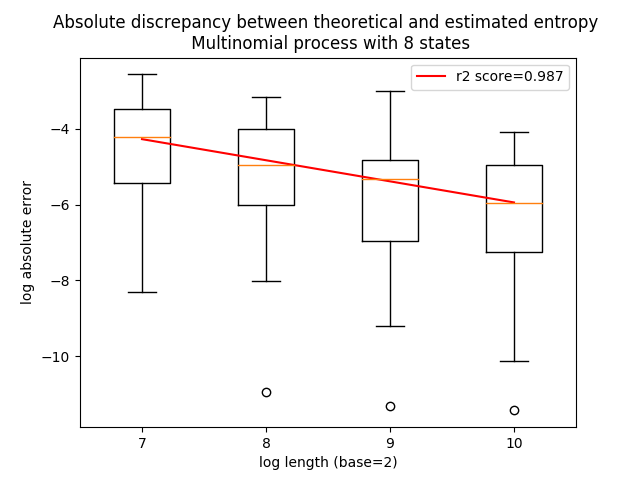 Absolute discrepancy between theoretical and estimated entropy
Multinomial process with 8 states
r2 score=0.987
log absolute error
−4
−6
−8
−10
7 8 9 10
log length (base=2)